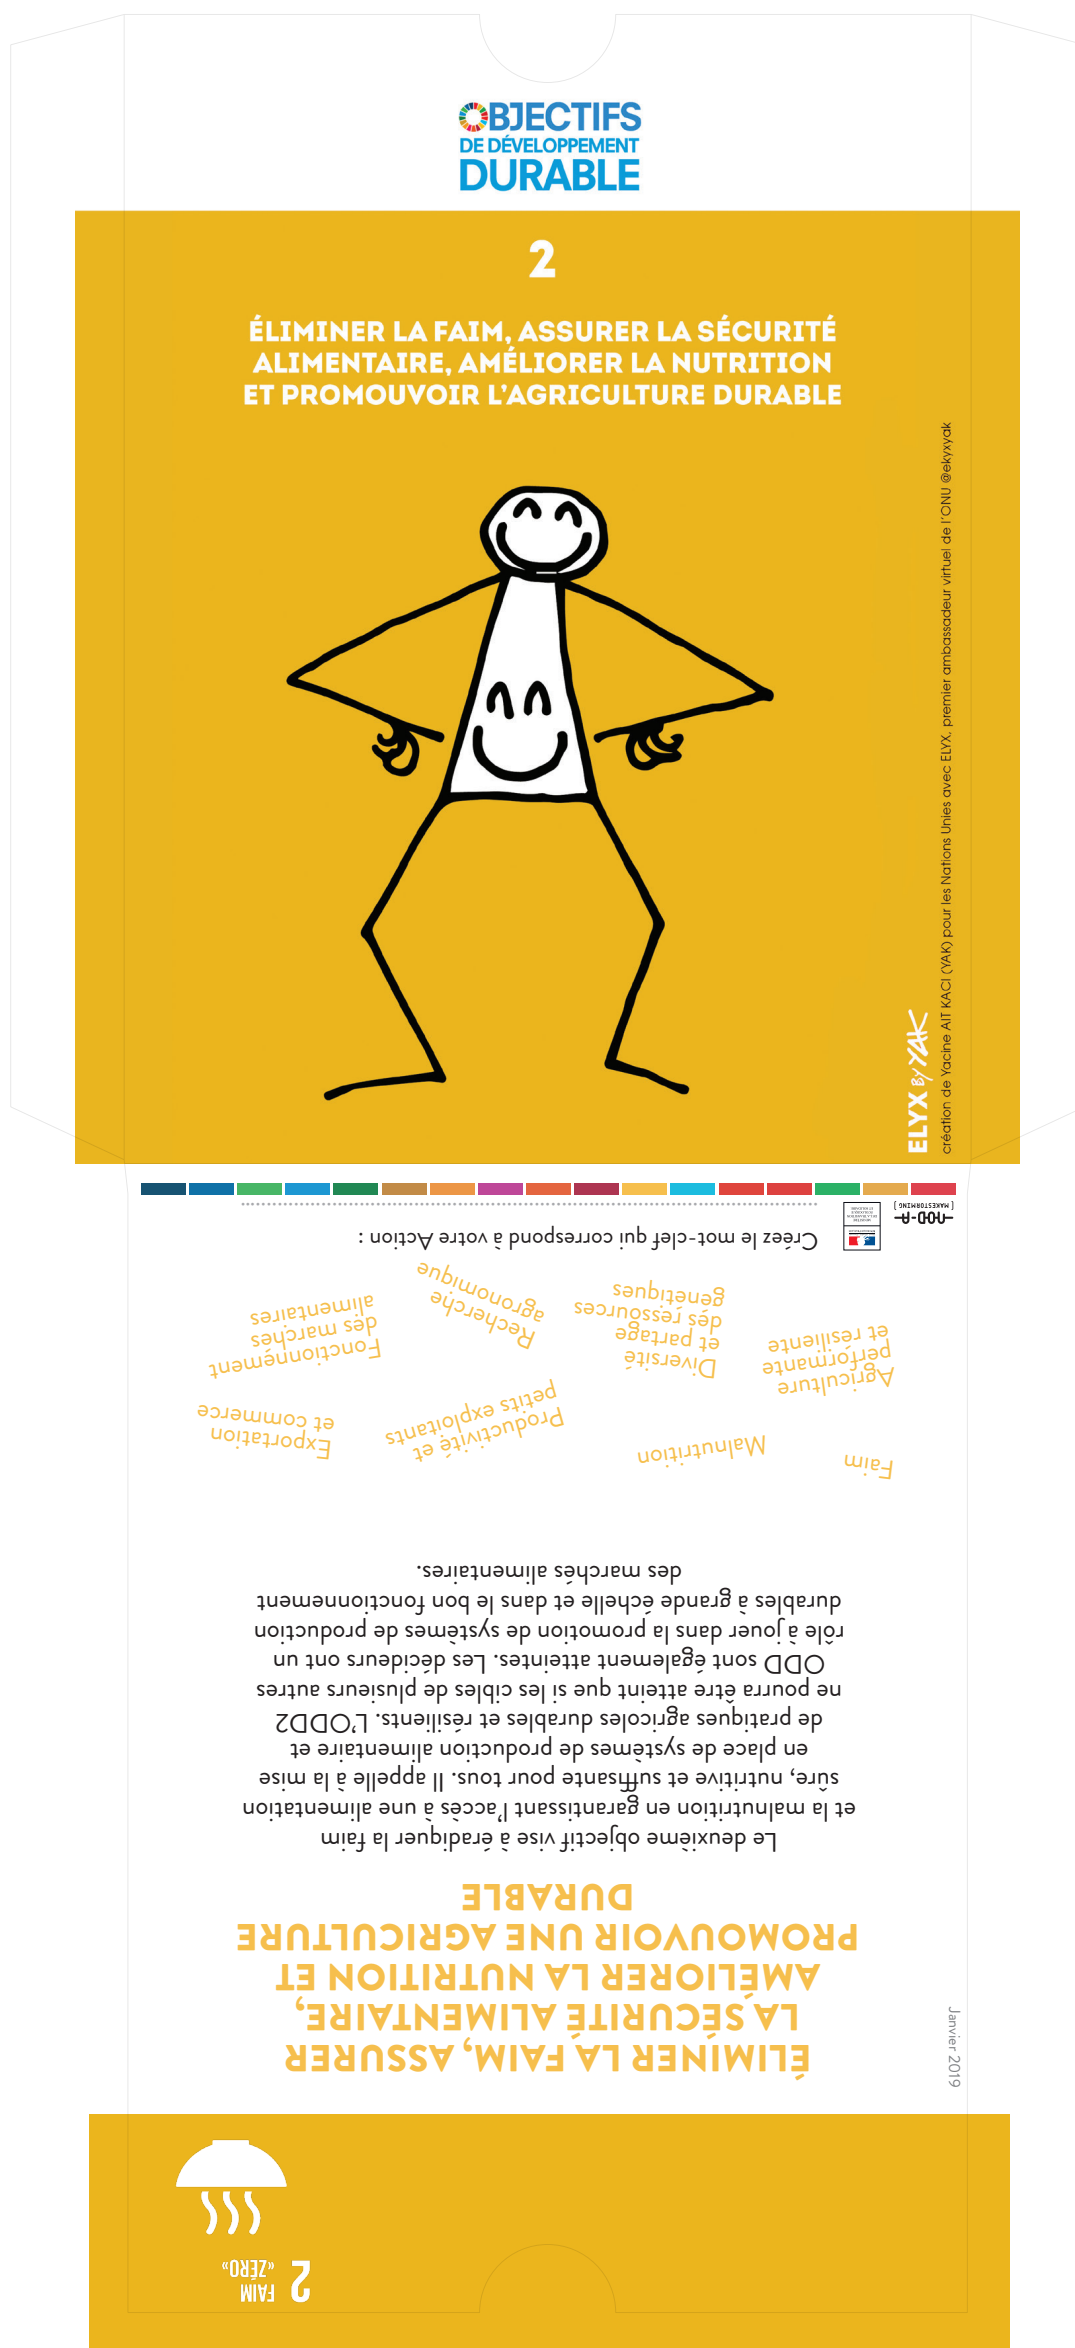 OBJECTIFS
DE DÉVELOPPEMENT
DURABLE
2
ÉLIMINER LA FAIM, ASSURER LA SÉCURITÉ
ALIMENTAIRE, AMÉLIORER LA NUTRITION
ET PROMOUVOIR L’AGRICULTURE DURABLE
ELYX BY YAK
création de Yacine AIT KACI (YAK) pour les Nations Unies avec ELYX, premier ambassadeur virtuel de l’ONU @ekyxyak
2
FAIM
«ZÉRO»
Janvier 2019
ÉLIMINER LA FAIM, ASSURER
LA SÉCURITÉ ALIMENTAIRE,
AMÉLIORER LA NUTRITION ET
PROMOUVOIR UNE AGRICULTURE
DURABLE
Le deuxième objectif vise à éradiquer la faim
et la malnutrition en garantissant l’accès à une alimentation
sûre, nutritive et suffisante pour tous. Il appelle à la mise
en place de systèmes de production alimentaire et
de pratiques agricoles durables et résilients. L’ODD2
ne pourra être atteint que si les cibles de plusieurs autres
ODD sont également atteintes. Les décideurs ont un
rôle à jouer dans la promotion de systèmes de production
durables à grande échelle et dans le bon fonctionnement
des marchés alimentaires.
Faim
Malnutrition
Productivité et
petits exploitants
Exportation
et commerce
Agriculture
performante
et résiliente
Diversité
et partage
des ressources
génétiques
Recherche
agronomique
Fonctionnement
des marchés
alimentaires
Créez le mot-clef qui correspond à votre Action :
[ MAKESTORMING ]